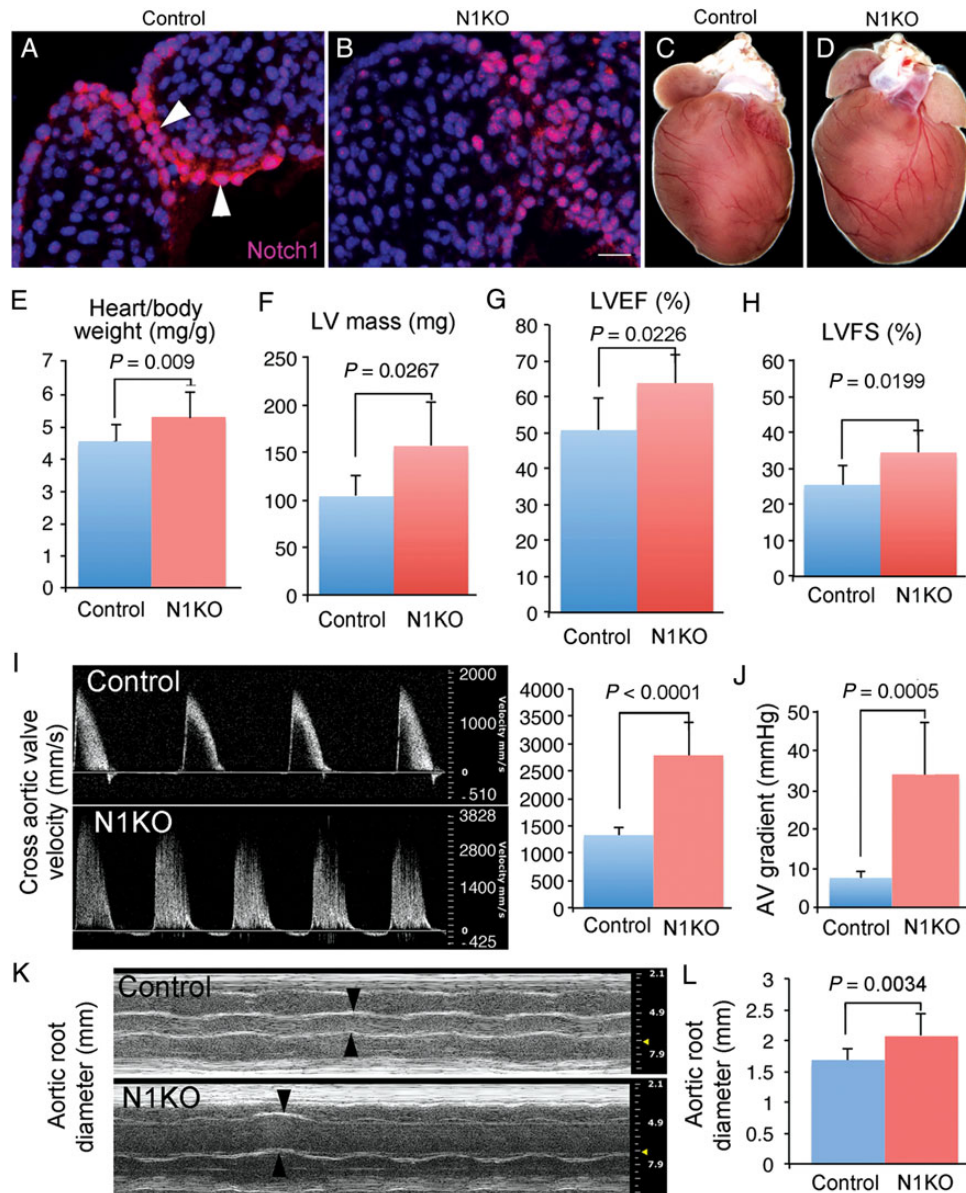 Control
N1KO
Control
N1KO
A
B
C
D
Notch1
E
Heart/body
weight (mg/g)
P = 0.009
7
6
5
4
3
2
1
0
Control
N1KO
F
LV mass (mg)
P = 0.0267
250
200
150
100
50
0
Control
N1KO
G
LVEF (%)
P = 0.0226
80
70
60
50
40
30
20
10
0
Control
N1KO
H
LVFS (%)
P = 0.0199
60
50
40
30
20
10
0
Control
N1KO
I
Cross aortic valve
velocity (mm/s)
Control
2000
1000
0
-510
Velocity mm/s
N1KO
3828
2800
1400
0
-425
Velocity mm/s
P < 0.0001
4000
3500
3000
2500
2000
1500
1000
500
0
Control
N1KO
J
AV gradient (mmHg)
P = 0.0005
50
40
30
20
10
0
Control
N1KO
K
Aortic root
diameter (mm)
Control
2.1
4.9
7.9
N1KO
2.1
4.9
7.9
L
Aortic root
diameter (mm)
P = 0.0034
3
2.5
2
1.5
1
0.5
0
Control
N1KO